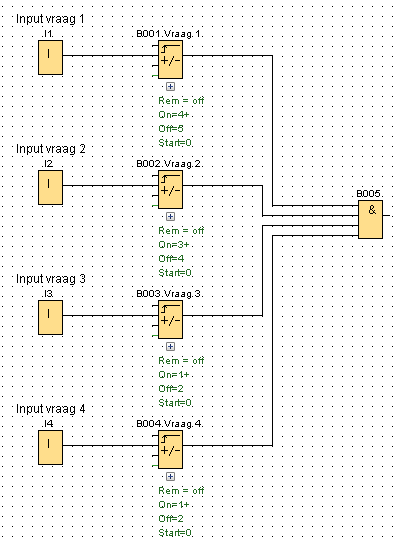 Input vraag 1
I1
B001.Vraag.1.
I
+/-
Rem = off
On=4+
Off=5
Start=0
Input vraag 2
I2
B002.Vraag.2.
I
+/-
Rem = off
On=3+
Off=4
Start=0
B005
&
Input vraag 3
I3
B003.Vraag.3.
I
+/-
Rem = off
On=1+
Off=2
Start=0
Input vraag 4
I4
B004.Vraag.4.
I
+/-
Rem = off
On=1+
Off=2
Start=0